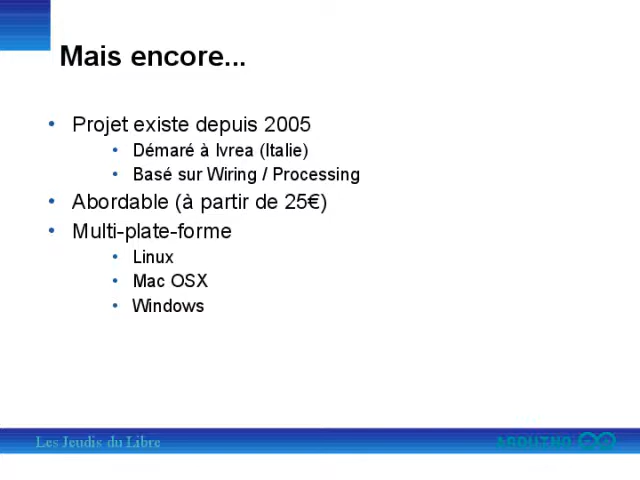 Mais encore...
• Projet existe depuis 2005
• Démaré à Ivrea (Italie)
• Basé sur Wiring / Processing
• Abordable (à partir de 25€)
• Multi-plate-forme
• Linux
• Mac OSX
• Windows
Les Jeudis du Libre
ARDUINO